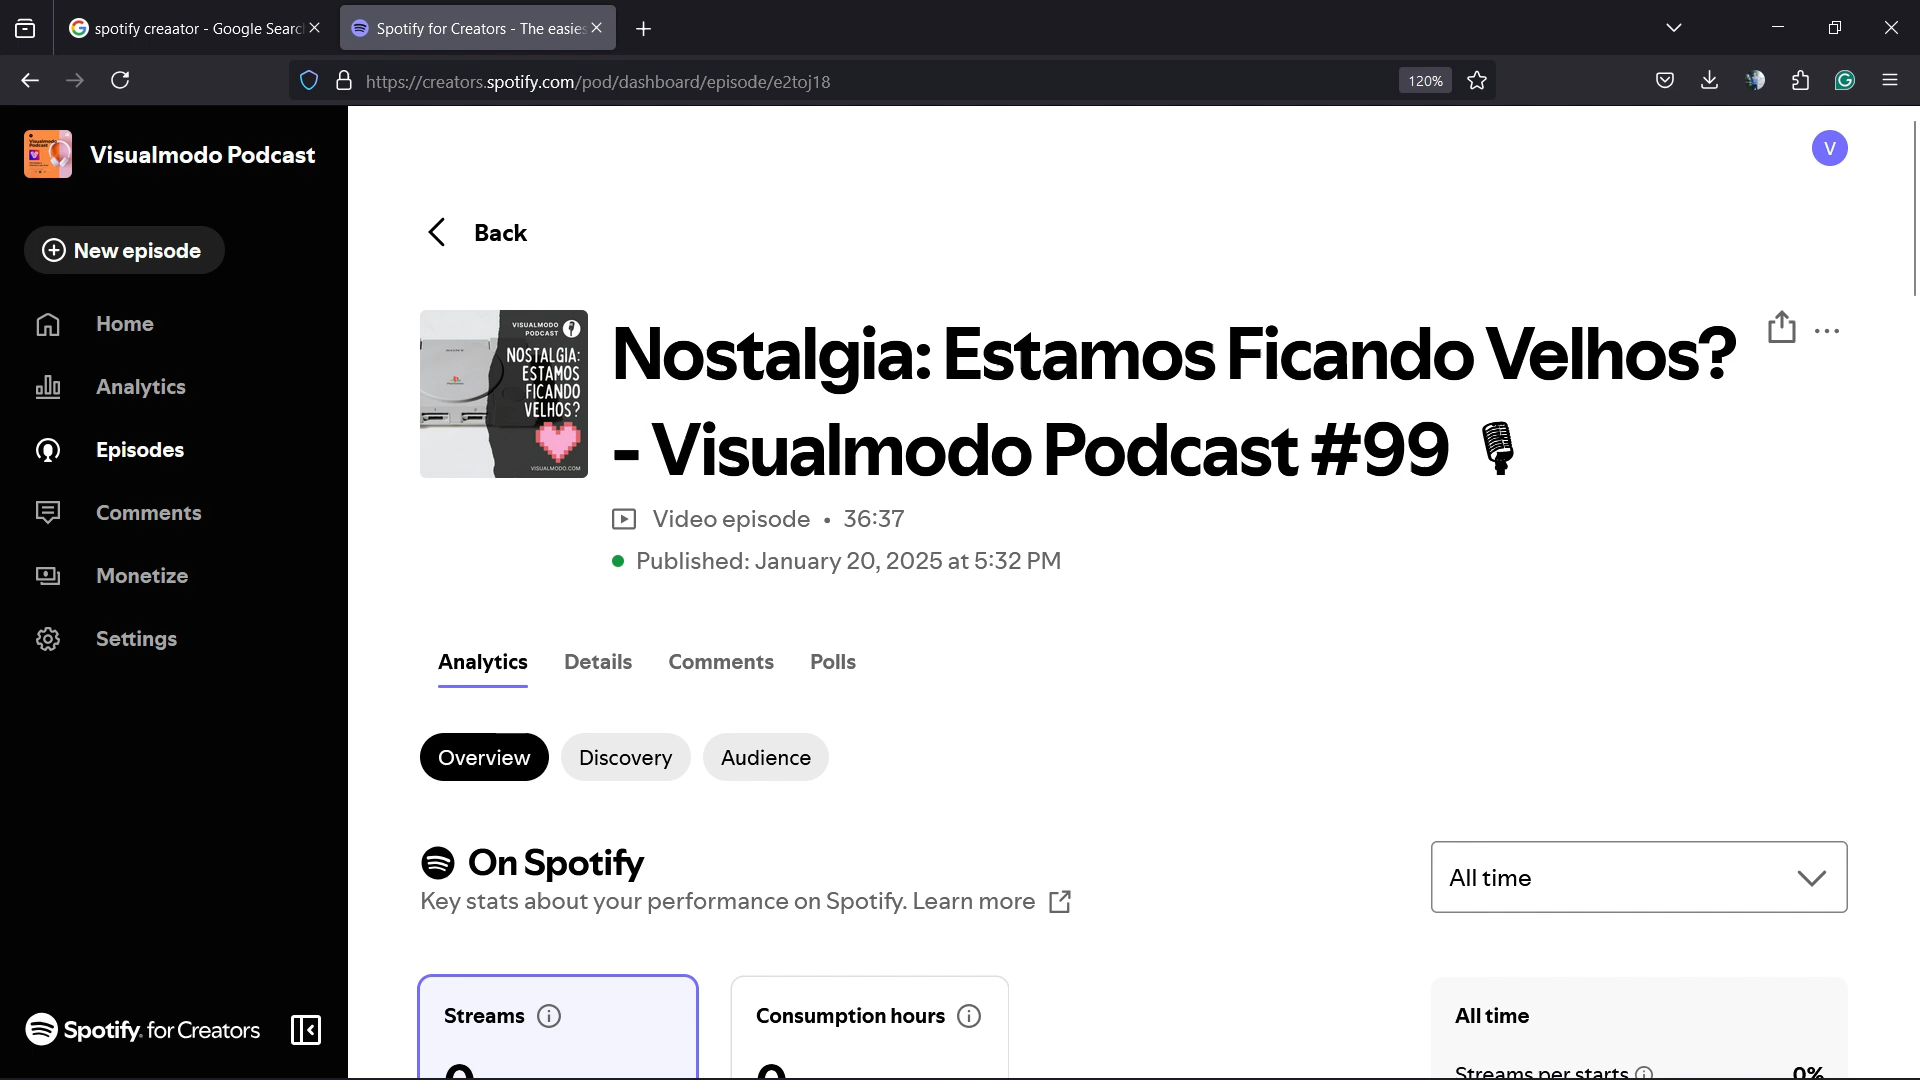 spotify creaator - Google Searc
Spotify for Creators - The easies
https://creators.spotify.com/pod/dashboard/episode/e2toj18
120%
Visualmodo Podcast
New episode
Home
Analytics
Episodes
Comments
Monetize
Settings
Spotify for Creators
V
Back
VISUALMODO
PODCAST
SONY
NOSTALGIA:
ESTAMOS
FICANDO
VELHOS?
VISUALMODO.COM
Nostalgia: Estamos Ficando Velhos?
- Visualmodo Podcast #99
Video episode • 36:37
Published: January 20, 2025 at 5:32 PM
Analytics Details Comments Polls
Overview Discovery Audience
On Spotify
Key stats about your performance on Spotify. Learn more
All time
Streams
0
Consumption hours
0
All time
Streams per starts
0%